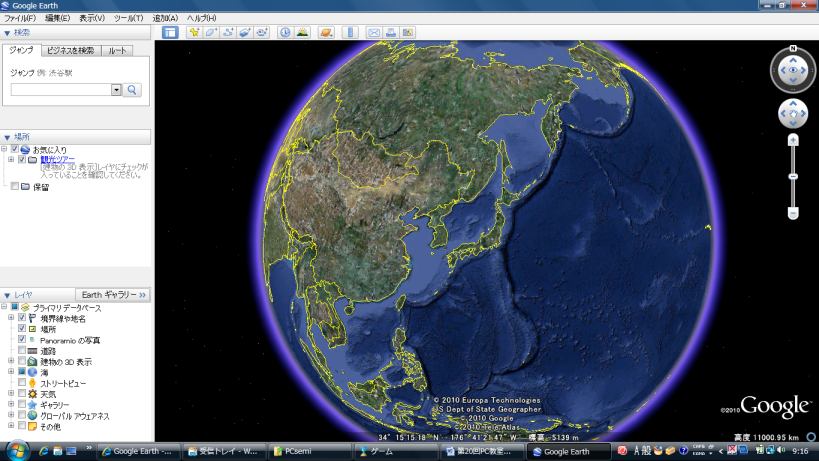 Google Earth
ファイル(F) 編集(E) 表示(V) ツール(T) 追加(A) ヘルプ(H)
検索
ジャンプ ビジネスを検索 ルート
ジャンプ 例: 渋谷駅
場所
お気に入り
観光ツアー
[建物の 3D 表示]レイヤにチェックが
入っていることを確認してください。
保留
レイヤ Earth ギャラリー >>
プライマリ データベース
境界線や地名
場所
Panoramio の写真
道路
建物の 3D 表示
海
ストリートビュー
天気
ギャラリー
グローバル アウェアネス
その他
N
© 2010 Europa Technologies
US Dept of State Geographer
© 2010 Google
© 2010 Tele Atlas
©2010 Google
34° 15'15.18" N -176° 41'21.47" W 標高 -5139 m
高度 11000.95 km
Google Earth -... 受信トレイ - W... PCsemi ゲーム 第20回PC教室... Google Earth
A 般
CAPS
KANA
9:16